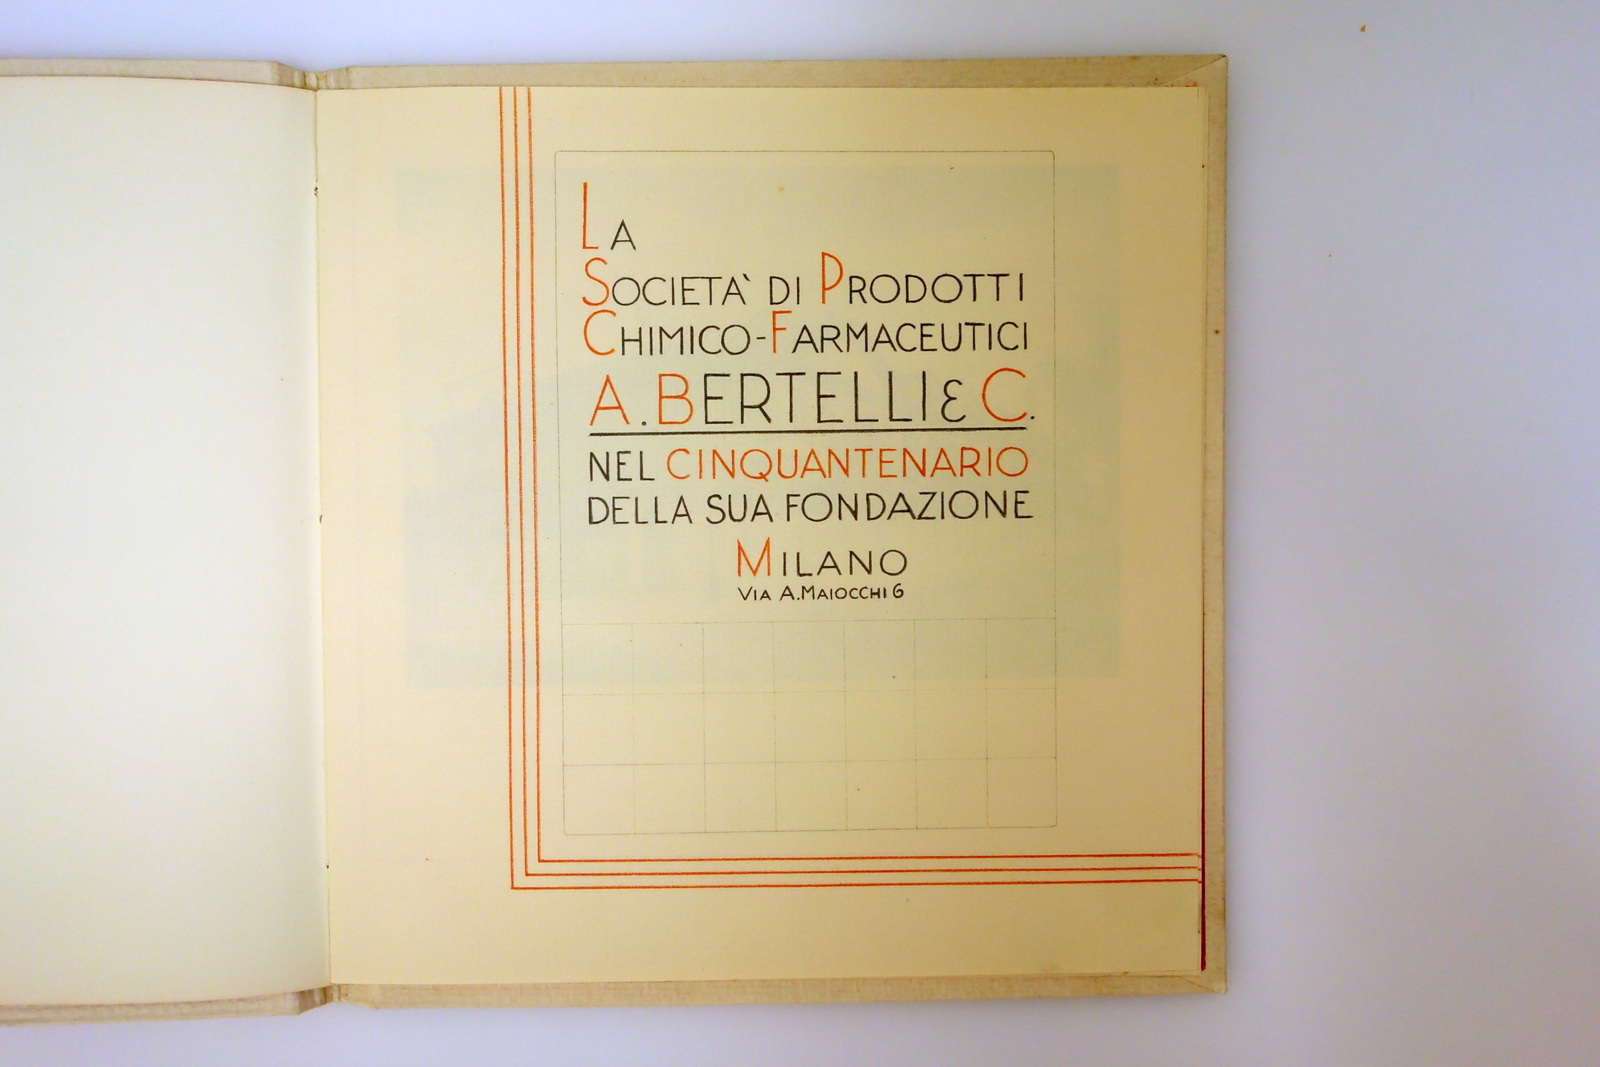 LA
SOCIETA` DI PRODOTTI
CHIMICO-FARMACEUTICI
A. BERTELLI & C.
NEL CINQUANTENARIO
DELLA SUA FONDAZIONE
MILANO
VIA A. MAIOCCHI 6